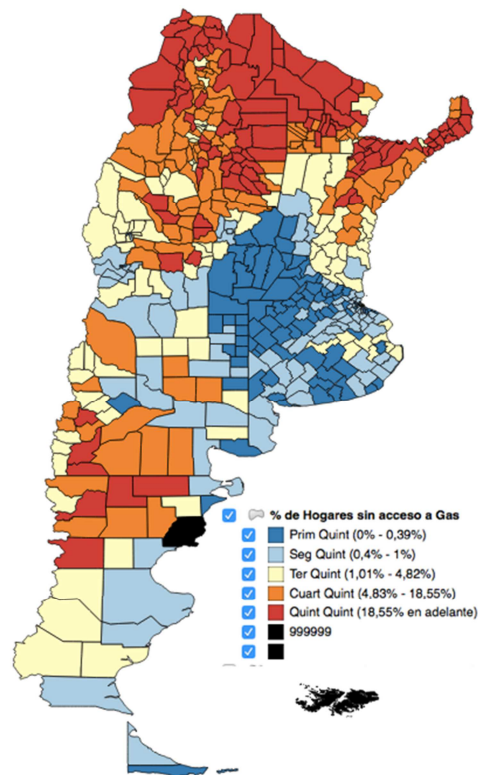 % de Hogares sin acceso a Gas
Prim Quint (0% - 0,39%)
Seg Quint (0,4% - 1%)
Ter Quint (1,01% - 4,82%)
Cuart Quint (4,83% - 18,55%)
Quint Quint (18,55% en adelante)
999999